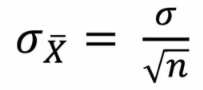 σ_X̄ = σ/√n